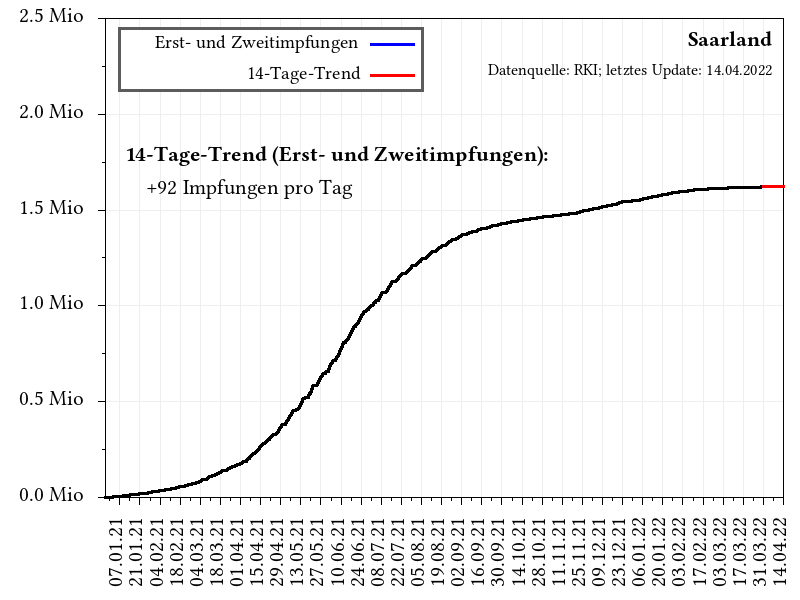 2.5 Mio
2.0 Mio
1.5 Mio
1.0 Mio
0.5 Mio
0.0 Mio
Erst- und Zweitimpfungen
14-Tage-Trend
Saarland
Datenquelle: RKI; letztes Update: 14.04.2022
14-Tage-Trend (Erst- und Zweitimpfungen):
+92 Impfungen pro Tag
07.01.21
21.01.21
04.02.21
18.02.21
04.03.21
18.03.21
01.04.21
15.04.21
29.04.21
13.05.21
27.05.21
10.06.21
24.06.21
08.07.21
22.07.21
05.08.21
19.08.21
02.09.21
16.09.21
30.09.21
14.10.21
28.10.21
11.11.21
25.11.21
09.12.21
23.12.21
06.01.22
20.01.22
03.02.22
17.02.22
03.03.22
17.03.22
31.03.22
14.04.22